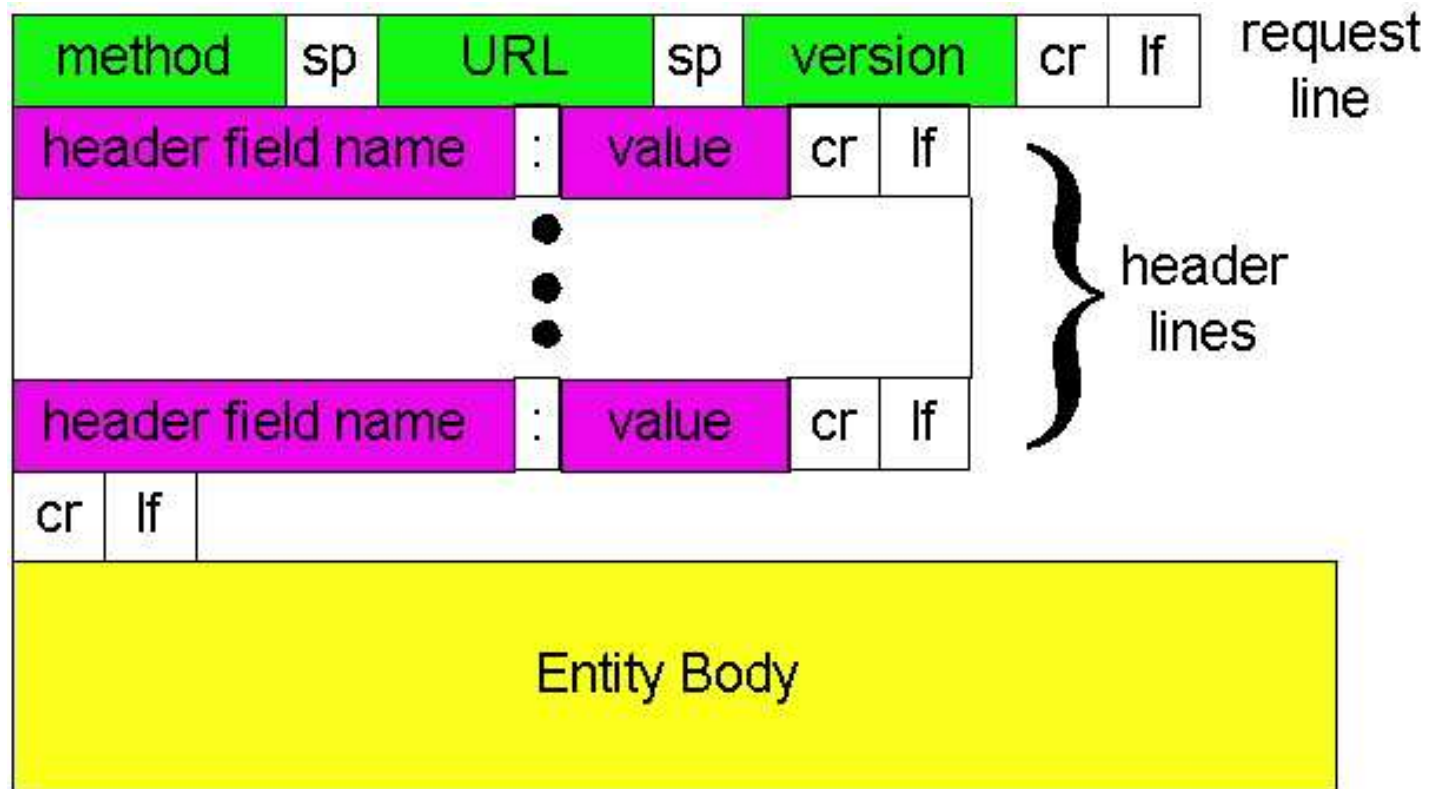 method sp URL sp version cr lf
request line
header field name : value cr lf
header field name : value cr lf
header lines
cr lf
Entity Body